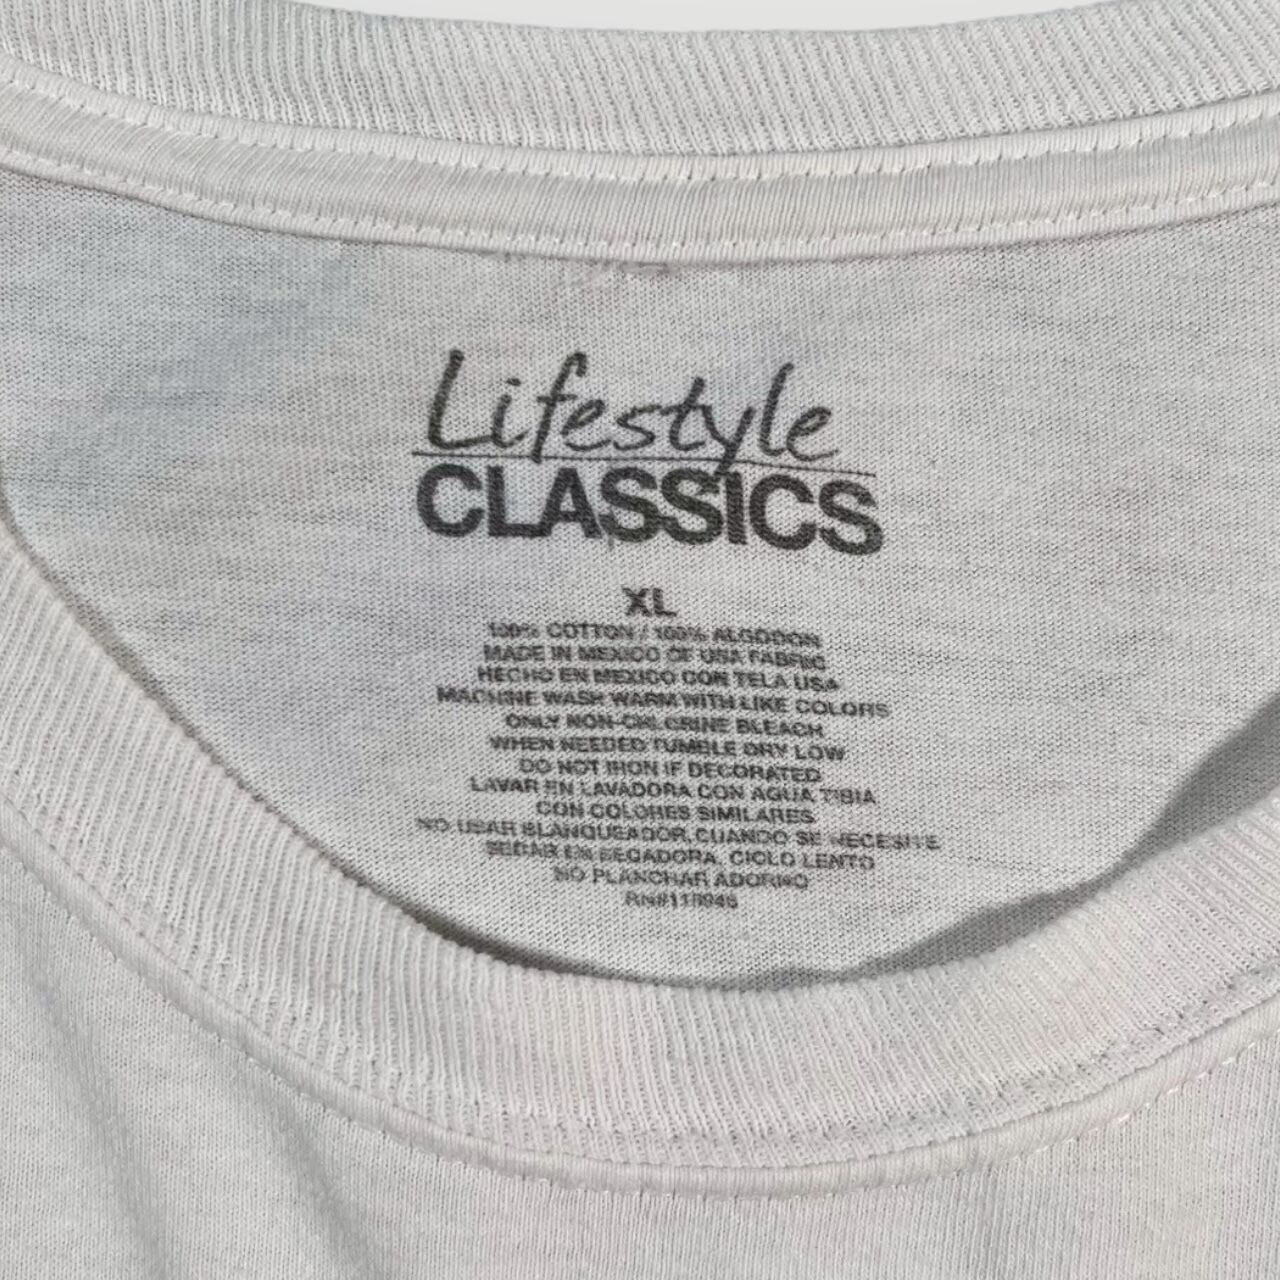 Lifestyle
CLASSICS
XL
100% COTTON / 100% ALGODON
MADE IN MEXICO OF USA FABRIC
HECHO EN MEXICO CON TELA USA
MACHINE WASH WARM WITH LIKE COLORS
ONLY NON-CHLORINE BLEACH
WHEN NEEDED TUMBLE DRY LOW
DO NOT IRON IF DECORATED
LAVAR EN LAVADORA CON AGUA TIBIA
CON COLORES SIMILARES
NO USAR BLANQUEADOR, CUANDO SE NECESITE
SECAR EN SECADORA, CICLO LENTO
NO PLANCHAR ADORNO